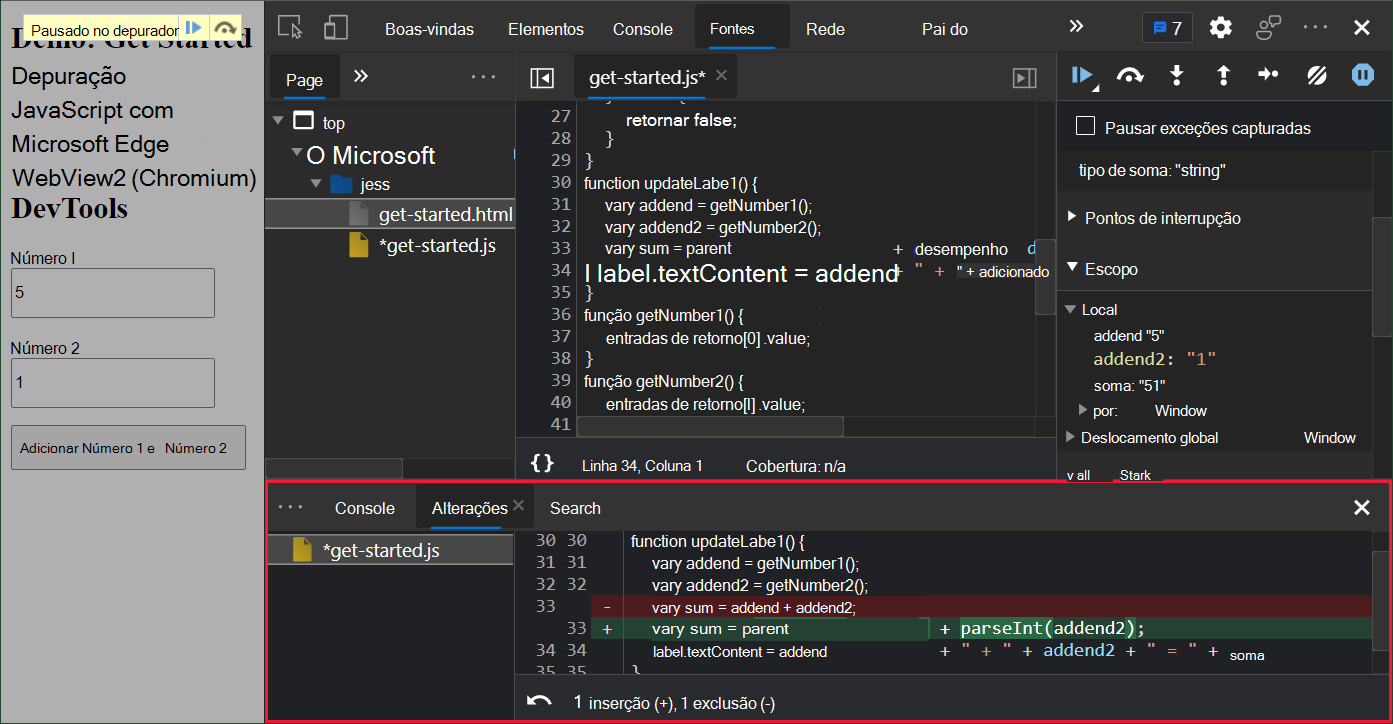 Pausado no depurador
Demo: Get Started
Depuração
JavaScript com
Microsoft Edge
WebView2 (Chromium)
DevTools
Número I
5
Número 2
1
Adicionar Número 1 e Número 2
Boas-vindas Elementos Console Fontes Rede Pai do 7
Page
top
O Microsoft
jess
get-started.html
*get-started.js
get-started.js*
27 retornar false;
28 }
29 }
30 function updateLabe1() {
31 vary addend = getNumber1();
32 vary addend2 = getNumber2();
33 vary sum = parent + desempenho d
34 l label.textContent = addend + " + " + adicionado
35 }
36 função getNumber1() {
37 entradas de retorno[0] .value;
38 }
39 função getNumber2() {
40 entradas de retorno[l] .value;
41
{} Linha 34, Coluna 1 Cobertura: n/a
Pausar exceções capturadas
tipo de soma: "string"
Pontos de interrupção
Escopo
Local
addend "5"
addend2: "1"
soma: "51"
por: Window
Deslocamento global Window
v all Stark
Console Alterações Search
*get-started.js
30 30 function updateLabe1() {
31 31 vary addend = getNumber1();
32 32 vary addend2 = getNumber2();
33 - vary sum = addend + addend2;
33 + vary sum = parent + parseInt(addend2);
34 34 label.textContent = addend + " + " + addend2 + " = " + soma
35 35 }
1 inserção (+), 1 exclusão (-)